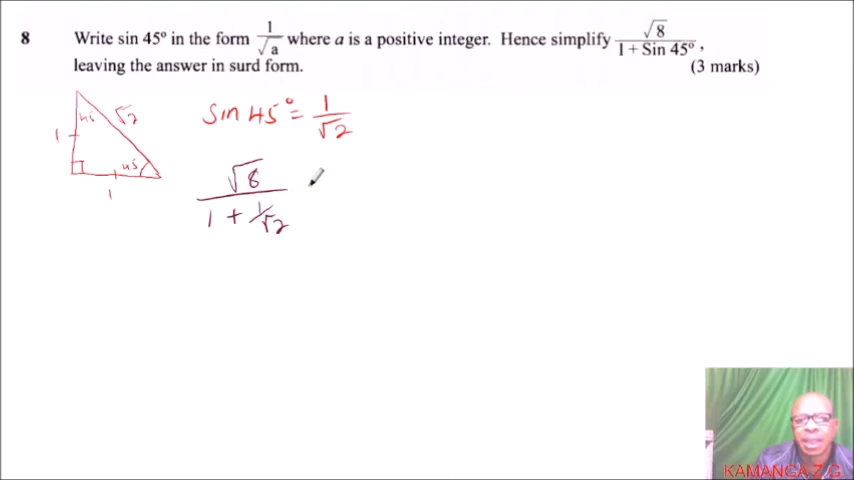 8 Write sin 45° in the form 1/√a where a is a positive integer. Hence simplify √8/(1 + Sin 45°),
leaving the answer in surd form. (3 marks)
45 √2
1
45
1
Sin 45° = 1/√2
√8/(1 + 1/√2)
KAMANGA Z.G.